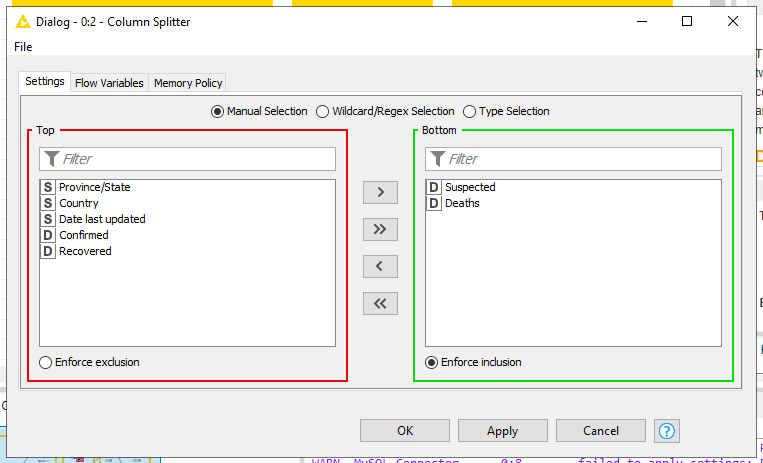 Dialog - 0:2 - Column Splitter
File
Settings Flow Variables Memory Policy
Manual Selection Wildcard/Regex Selection Type Selection
Top Bottom
Filter Filter
S Province/State D Suspected
S Country D Deaths
S Date last updated
D Confirmed
D Recovered
> 
>>
<
<<
Enforce exclusion Enforce inclusion
OK Apply Cancel ?
WARN MySQL Connector 0:8 failed to apply settings: